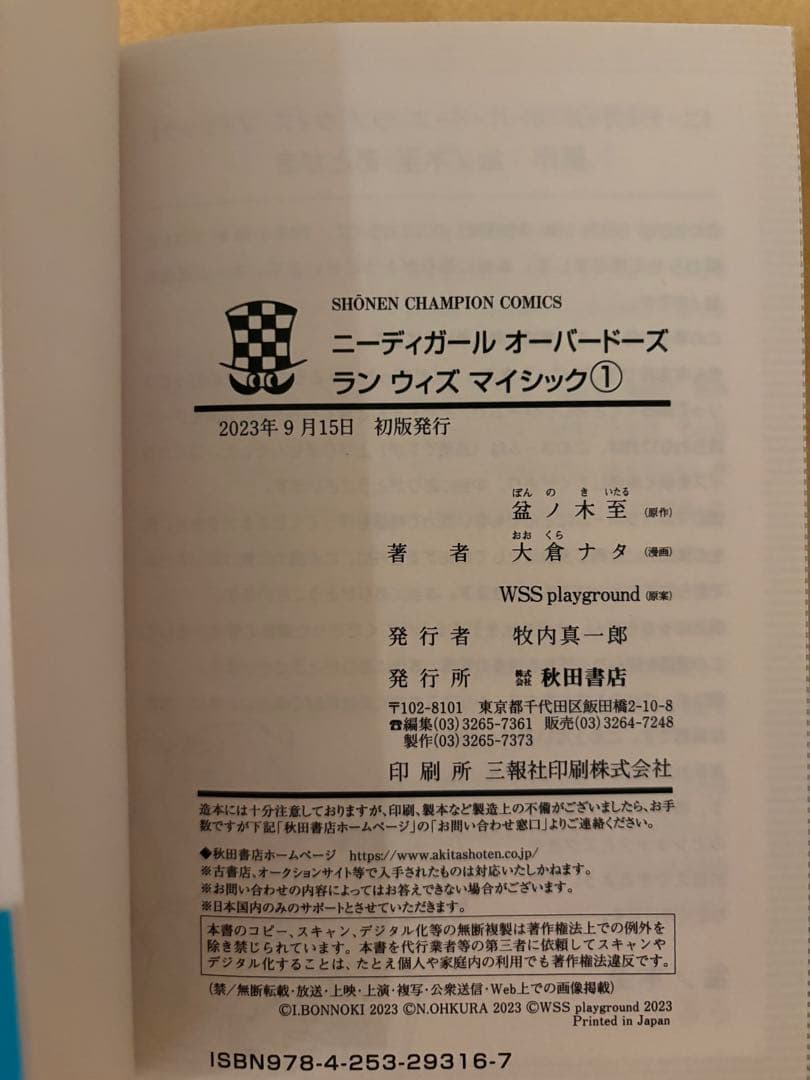 SHŌNEN CHAMPION COMICS
ニーディガール オーバードーズ
ラン ウィズ マイシック①
2023年9月15日 初版発行
ぼん の き いたる
盆ノ木至(原作)
おお くら
著者 大倉ナタ(漫画)
WSS playground(原案)
発行者 牧内真一郎
発行所 株式会社 秋田書店
〒102-8101 東京都千代田区飯田橋2-10-8
☎編集(03)3265-7361 販売(03)3264-7248
製作(03)3265-7373
印刷所 三報社印刷株式会社
造本には十分注意しておりますが、印刷、製本など製造上の不備がございましたら、お手
数ですが下記「秋田書店ホームページ」の「お問い合わせ窓口」よりご連絡ください。
◆秋田書店ホームページ https://www.akitashoten.co.jp/
※古書店、オークションサイト等で入手されたものは対応いたしかねます。
※お問い合わせの内容によってはお答えできない場合がございます。
※日本国内のみのサポートとさせていただきます。
本書のコピー、スキャン、デジタル化等の無断複製は著作権法上での例外を
除き禁じられています。本書を代行業者等の第三者に依頼してスキャンや
デジタル化することは、たとえ個人や家庭内の利用でも著作権法違反です。
(禁/無断転載・放送・上映・上演・複写・公衆送信・Web上での画像掲載)
©I.BONNOKI 2023 ©N.OHKURA 2023 ©WSS playground 2023
Printed in Japan
ISBN978-4-253-29316-7